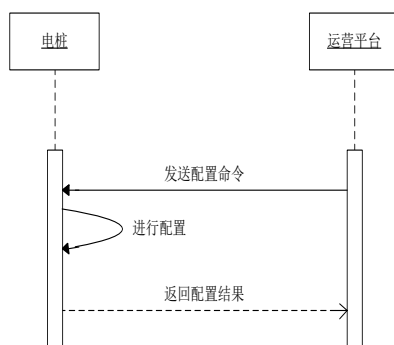 电桩
运营平台
发送配置命令
进行配置
返回配置结果